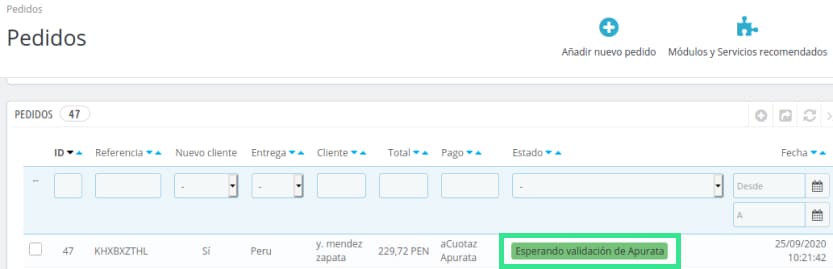 Pedidos
Pedidos
Añadir nuevo pedido
Módulos y Servicios recomendados
PEDIDOS 47
ID Referencia Nuevo cliente Entrega Cliente Total Pago Estado Fecha
-- - - - Desde
A
47 KHXBXZTHL Sí Peru y. mendez zapata 229,72 PEN aCuotaz Apurata Esperando validación de Apurata 25/09/2020 10:21:42